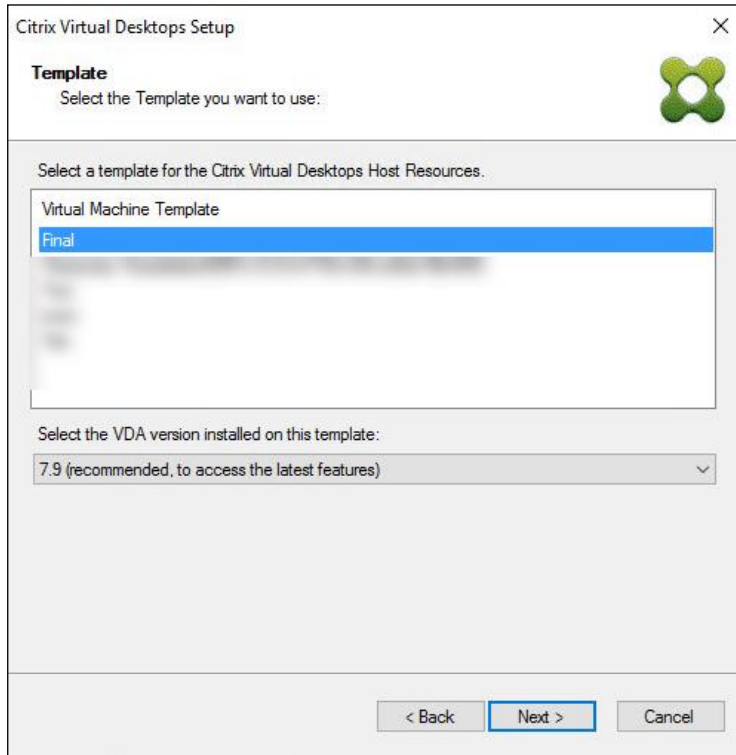 Citrix Virtual Desktops Setup
Template
Select the Template you want to use:
Select a template for the Citrix Virtual Desktops Host Resources.
Virtual Machine Template
Final
Select the VDA version installed on this template:
7.9 (recommended, to access the latest features)
< Back
Next >
Cancel